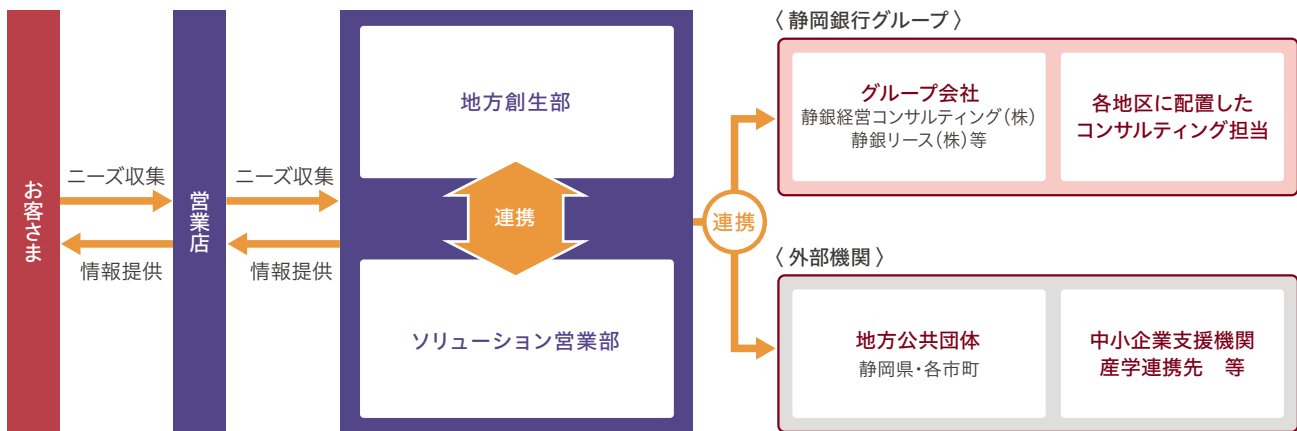 お客さま
ニーズ収集
情報提供
営業店
ニーズ収集
情報提供
地方創生部
連携
ソリューション営業部
連携
〈 静岡銀行グループ 〉
グループ会社
静銀経営コンサルティング(株)
静銀リース(株)等
各地区に配置した
コンサルティング担当
〈 外部機関 〉
地方公共団体
静岡県・各市町
中小企業支援機関
産学連携先　等